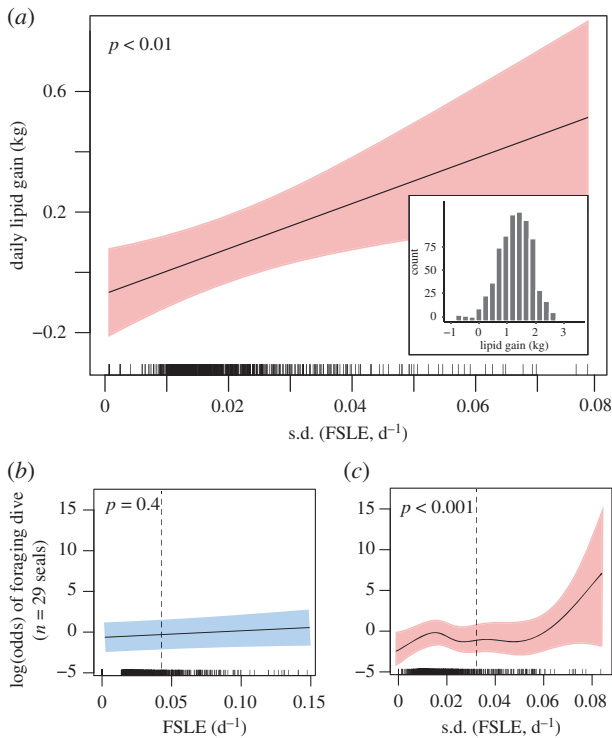 (a)
p < 0.01
0.6
0.2
−0.2
daily lipid gain (kg)
75
50
25
0
count
−1 0 1 2 3
lipid gain (kg)
0 0.02 0.04 0.06 0.08
s.d. (FSLE, d−1)
(b)
p = 0.4
15
10
5
0
−5
log(odds) of foraging dive
(n = 29 seals)
0 0.05 0.10 0.15
FSLE (d−1)
(c)
p < 0.001
15
10
5
0
−5
0 0.02 0.04 0.06 0.08
s.d. (FSLE, d−1)